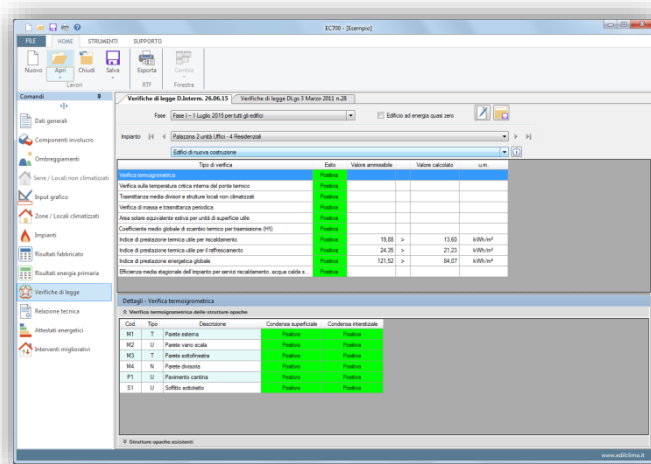 EC700 - [Esempio]
FILE HOME STRUMENTI SUPPORTO
Nuovo Apri Chiudi Salva Esporta Cambia
Lavori RTF Finestra
Comandi
Dati generali
Componenti involucro
Ombreggiamenti
Serre / Locali non climatizzati
Input grafico
Zone / Locali climatizzati
Impianti
Risultati fabbricato
Risultati energia primaria
Verifiche di legge
Relazione tecnica
Attestati energetici
Interventi migliorativi
Verifiche di legge D.Interm. 26.06.15 Verifiche di legge DLgs 3 Marzo 2011 n.28
Fase Fase I – 1 Luglio 2015 per tutti gli edifici Edificio ad energia quasi zero
Impianto Palazzina 2 unità Uffici - 4 Residenziali
Edifici di nuova costruzione
Tipo di verifica Esito Valore ammissibile Valore calcolato u.m.
Verifica termoigrometrica Positiva
Verifica sulla temperatura critica interna del ponte termico Positiva
Trasmittanza media divisori e strutture locali non climatizzati Positiva
Verifica di massa e trasmittanza periodica Positiva
Area solare equivalente estiva per unità di superficie utile Positiva
Coefficiente medio globale di scambio termico per trasmissione (H't) Positiva
Indice di prestazione termica utile per riscaldamento Positiva 19,88 > 13,60 kWh/m²
Indice di prestazione termica utile per il raffrescamento Positiva 24,35 > 21,23 kWh/m²
Indice di prestazione energetica globale Positiva 121,52 > 84,07 kWh/m²
Efficienza media stagionale dell'impianto per servizi riscaldamento, acqua calda s... Positiva
Dettagli - Verifica termoigrometrica
Verifica termoigrometrica delle strutture opache
Cod. Tipo Descrizione Condensa superficiale Condensa interstiziale
M1 T Parete esterna Positiva Positiva
M2 U Parete vano scala Positiva Positiva
M3 T Parete sottofinestra Positiva Positiva
M4 N Parete divisoria Positiva Positiva
P1 U Pavimento cantina Positiva Positiva
S1 U Soffitto sottotetto Positiva Positiva
Strutture opache esistenti
www.edilclima.it